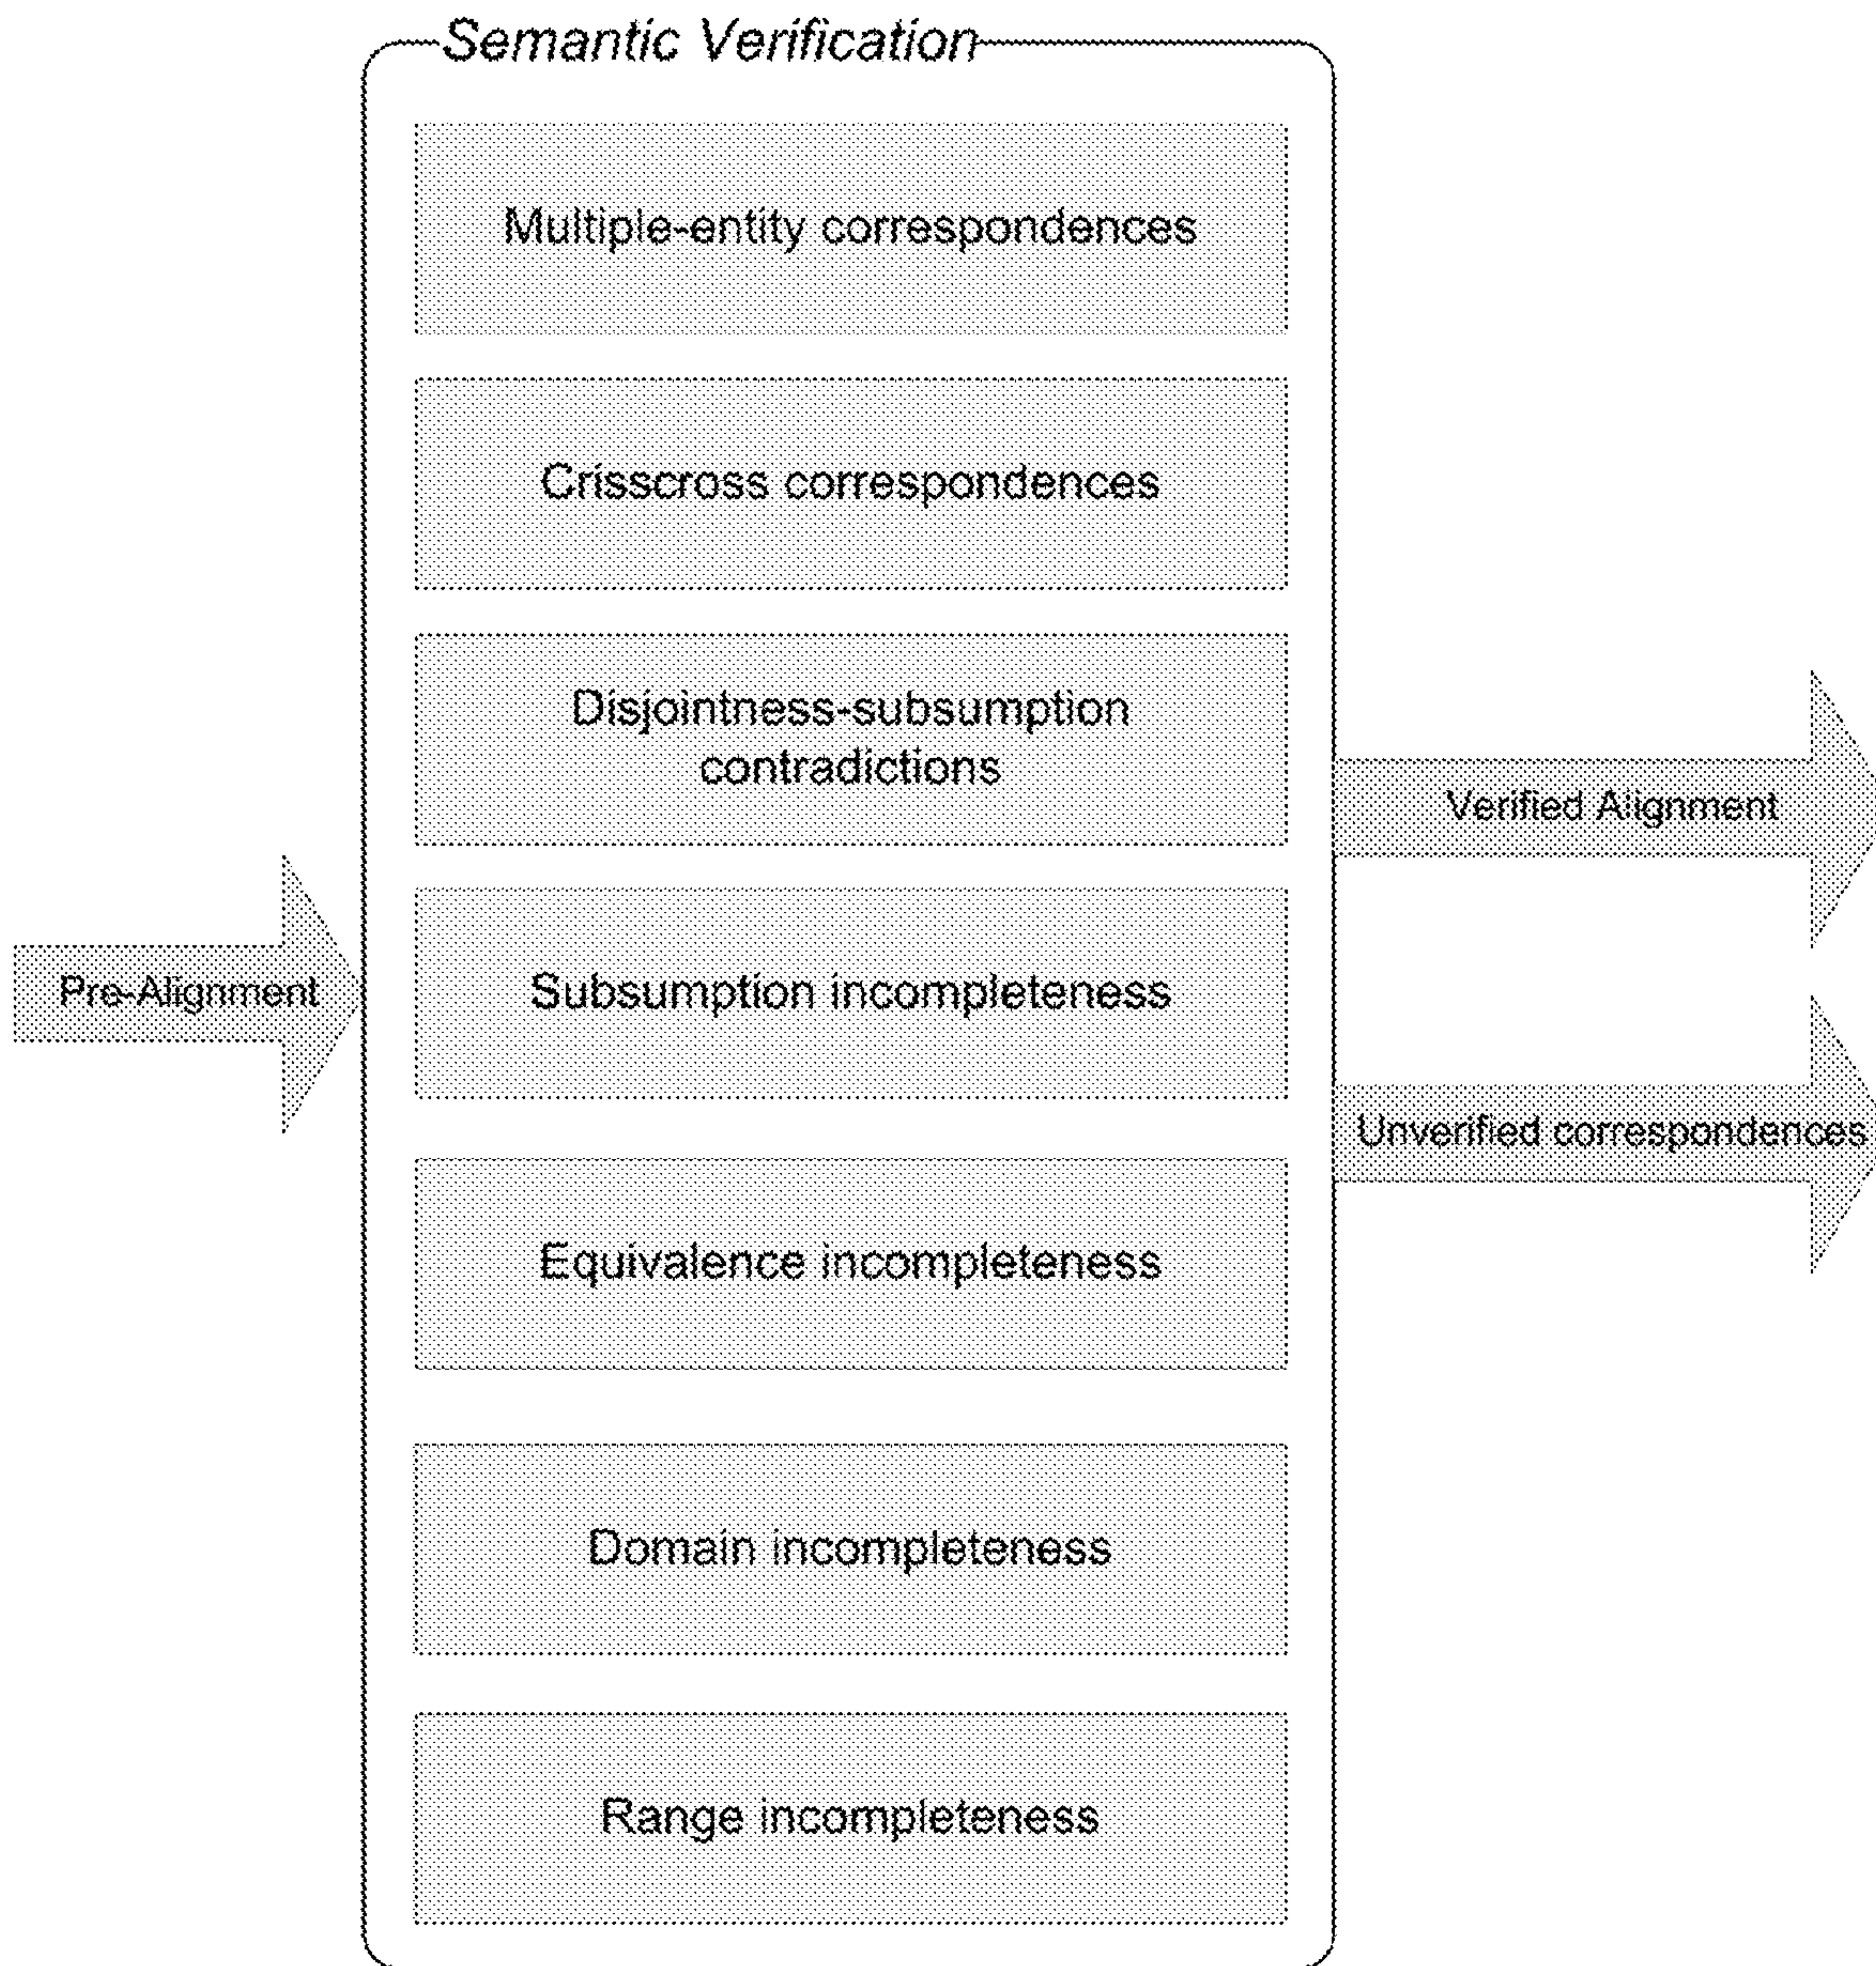 Semantic Verification
Multiple-entity correspondences
Crisscross correspondences
Disjointness-subsumption
contradictions
Verified Alignment
Pre-Alignment
Subsumption incompleteness
Unverified correspondences
Equivalence incompleteness
Domain incompleteness
Range incompleteness